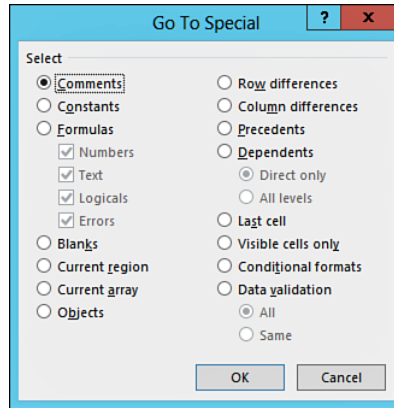 Go To Special
?
x
Select
Comments
Constants
Formulas
Numbers
Text
Logicals
Errors
Blanks
Current region
Current array
Objects
Row differences
Column differences
Precedents
Dependents
Direct only
All levels
Last cell
Visible cells only
Conditional formats
Data validation
All
Same
OK
Cancel